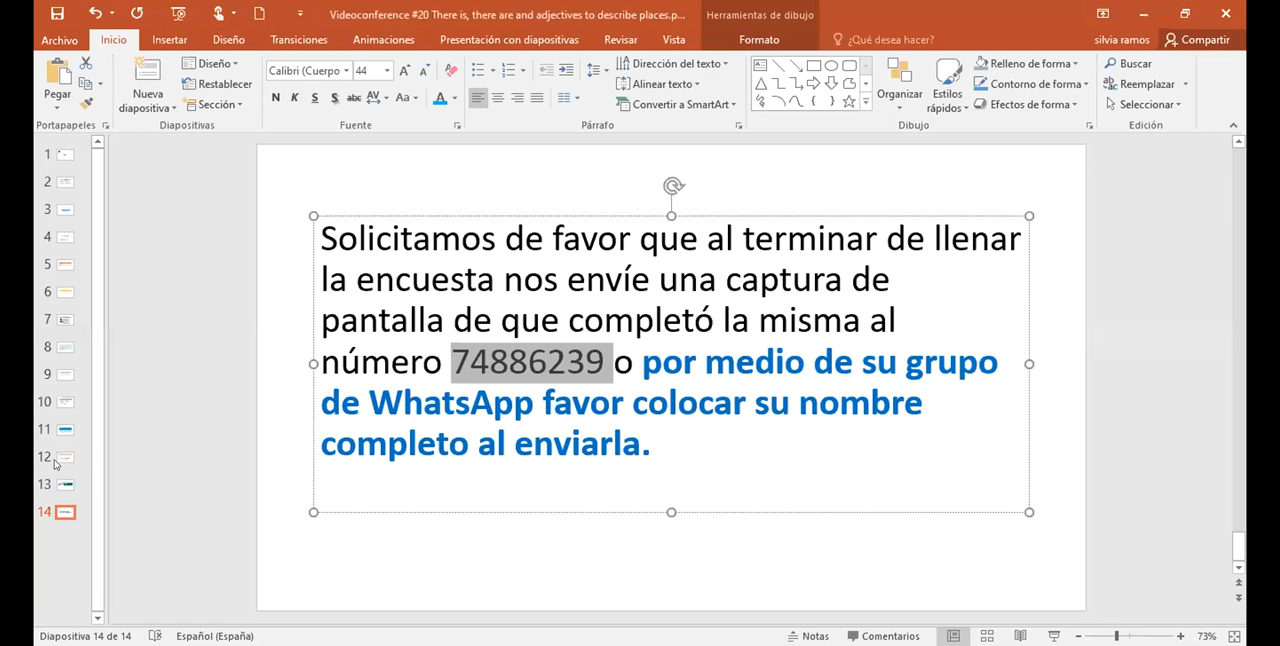 Videoconference #20 There is, there are and adjectives to describe places.p...
Herramientas de dibujo
Archivo
Inicio
Insertar
Diseño
Transiciones
Animaciones
Presentación con diapositivas
Revisar
Vista
Formato
¿Qué desea hacer?
silvia ramos
Compartir
Pegar
Nueva
diapositiva
Diseño
Restablecer
Sección
Calibri (Cuerpo
44
N K S S abc AV Aa A
Dirección del texto
Alinear texto
Convertir a SmartArt
Organizar
Estilos
rápidos
Relleno de forma
Contorno de forma
Efectos de forma
Buscar
Reemplazar
Seleccionar
Portapapeles
Diapositivas
Fuente
Párrafo
Dibujo
Edición
1
2
3
4
5
6
7
8
9
10
11
12
13
14
Solicitamos de favor que al terminar de llenar
la encuesta nos envíe una captura de
pantalla de que completó la misma al
número 74886239 o por medio de su grupo
de WhatsApp favor colocar su nombre
completo al enviarla.
Diapositiva 14 de 14
Español (España)
Notas
Comentarios
73%